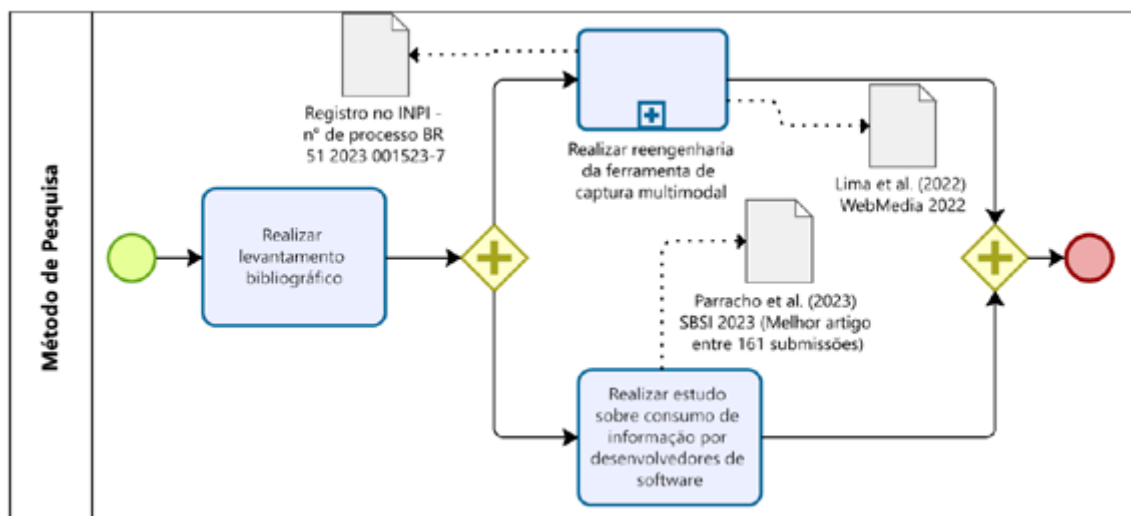 Método de Pesquisa
Registro no INPI -
n° de processo BR
51 2023 001523-7
Realizar reengenharia
da ferramenta de
captura multimodal
Lima et al. (2022)
WebMedia 2022
Realizar
levantamento
bibliográfico
Parracho et al. (2023)
SBSI 2023 (Melhor artigo
entre 161 submissões)
Realizar estudo
sobre consumo de
informação por
desenvolvedores de
software